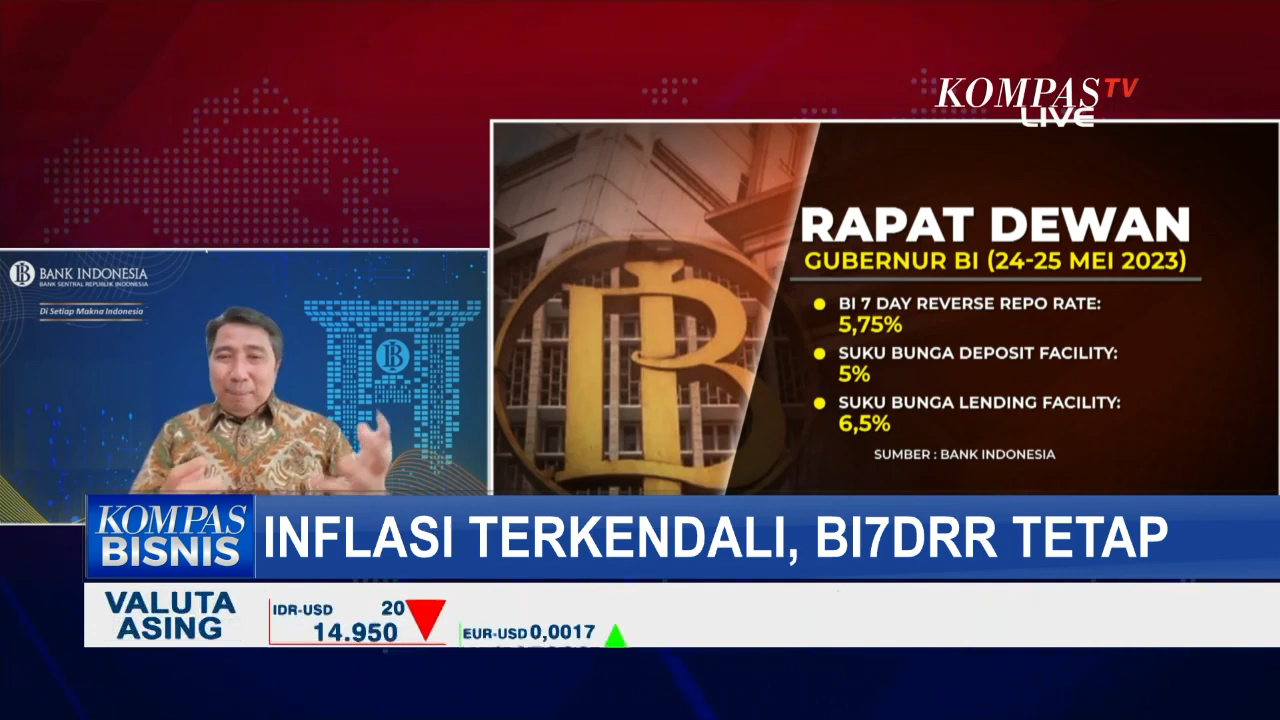 KOMPAS TV
LIVE
BANK INDONESIA
BANK SENTRAL REPUBLIK INDONESIA
Di Setiap Makna Indonesia
RAPAT DEWAN
GUBERNUR BI (24-25 MEI 2023)
BI 7 DAY REVERSE REPO RATE:
5,75%
SUKU BUNGA DEPOSIT FACILITY:
5%
SUKU BUNGA LENDING FACILITY:
6,5%
SUMBER : BANK INDONESIA
KOMPAS
BISNIS
INFLASI TERKENDALI, BI7DRR TETAP
VALUTA
ASING
IDR-USD 20
14.950
EUR-USD 0,0017